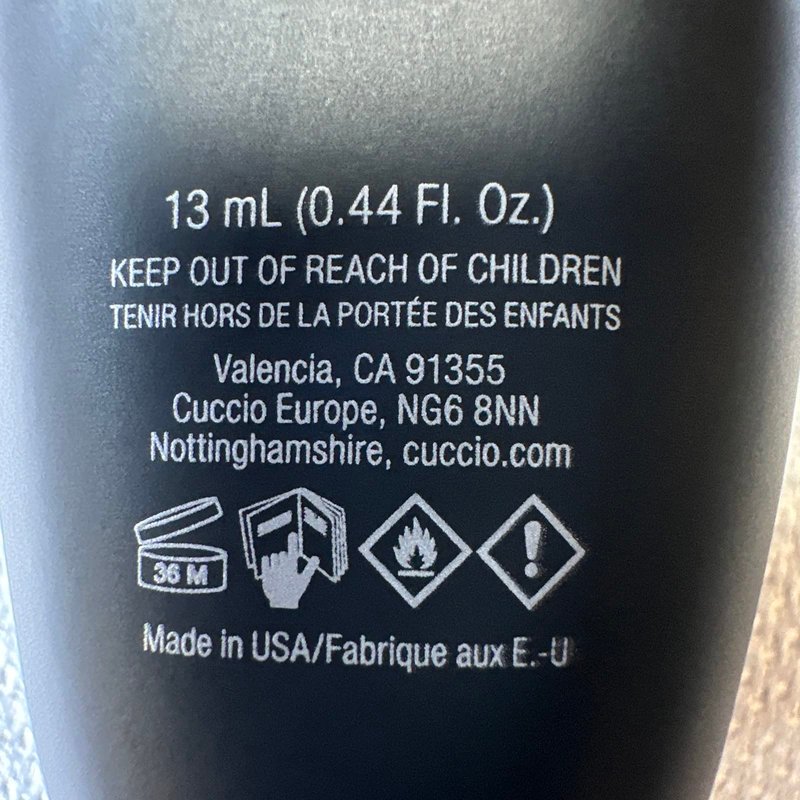 13 mL (0.44 Fl. Oz.)
KEEP OUT OF REACH OF CHILDREN
TENIR HORS DE LA PORTÉE DES ENFANTS
Valencia, CA 91355
Cuccio Europe, NG6 8NN
Nottinghamshire, cuccio.com
36 M
Made in USA/Fabrique aux E.-U